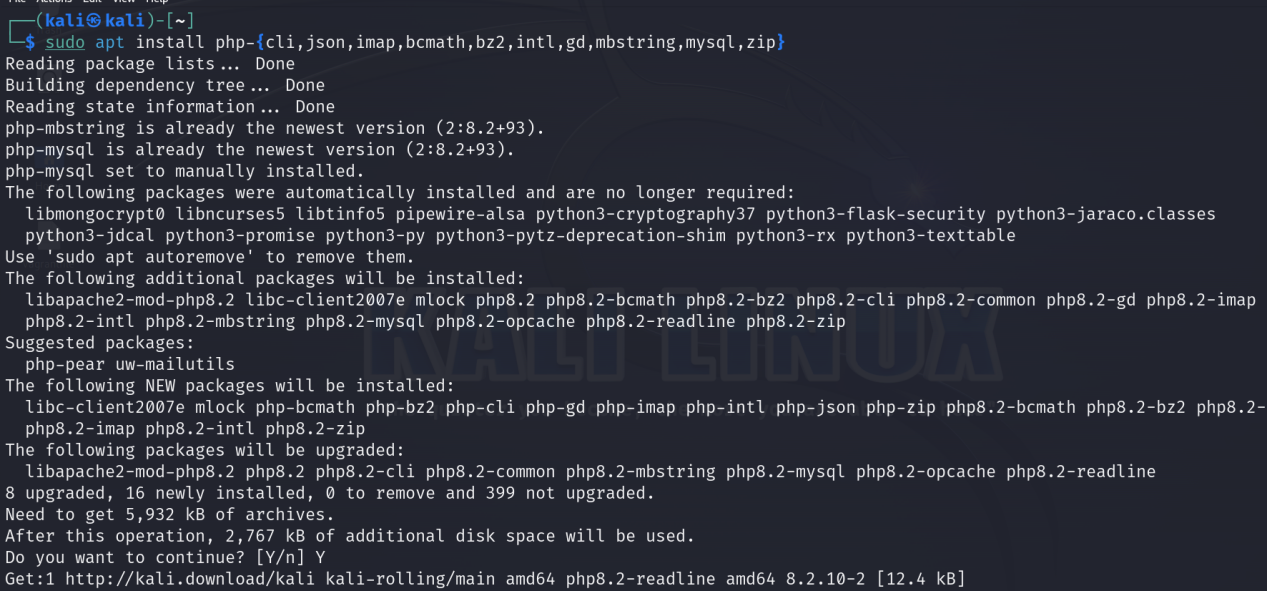 File Actions Edit View Help
┌──(kali㉿kali)-[~]
└─$ sudo apt install php-{cli,json,imap,bcmath,bz2,intl,gd,mbstring,mysql,zip}
Reading package lists... Done
Building dependency tree... Done
Reading state information... Done
php-mbstring is already the newest version (2:8.2+93).
php-mysql is already the newest version (2:8.2+93).
php-mysql set to manually installed.
The following packages were automatically installed and are no longer required:
  libmongocrypt0 libncurses5 libtinfo5 pipewire-alsa python3-cryptography37 python3-flask-security python3-jaraco.classes
  python3-jdcal python3-promise python3-py python3-pytz-deprecation-shim python3-rx python3-texttable
Use 'sudo apt autoremove' to remove them.
The following additional packages will be installed:
  libapache2-mod-php8.2 libc-client2007e mlock php8.2 php8.2-bcmath php8.2-bz2 php8.2-cli php8.2-common php8.2-gd php8.2-imap
  php8.2-intl php8.2-mbstring php8.2-mysql php8.2-opcache php8.2-readline php8.2-zip
Suggested packages:
  php-pear uw-mailutils
The following NEW packages will be installed:
  libc-client2007e mlock php-bcmath php-bz2 php-cli php-gd php-imap php-intl php-json php-zip php8.2-bcmath php8.2-bz2 php8.2-
  php8.2-imap php8.2-intl php8.2-zip
The following packages will be upgraded:
  libapache2-mod-php8.2 php8.2 php8.2-cli php8.2-common php8.2-mbstring php8.2-mysql php8.2-opcache php8.2-readline
8 upgraded, 16 newly installed, 0 to remove and 399 not upgraded.
Need to get 5,932 kB of archives.
After this operation, 2,767 kB of additional disk space will be used.
Do you want to continue? [Y/n] Y
Get:1 http://kali.download/kali kali-rolling/main amd64 php8.2-readline amd64 8.2.10-2 [12.4 kB]
KALI LINUX